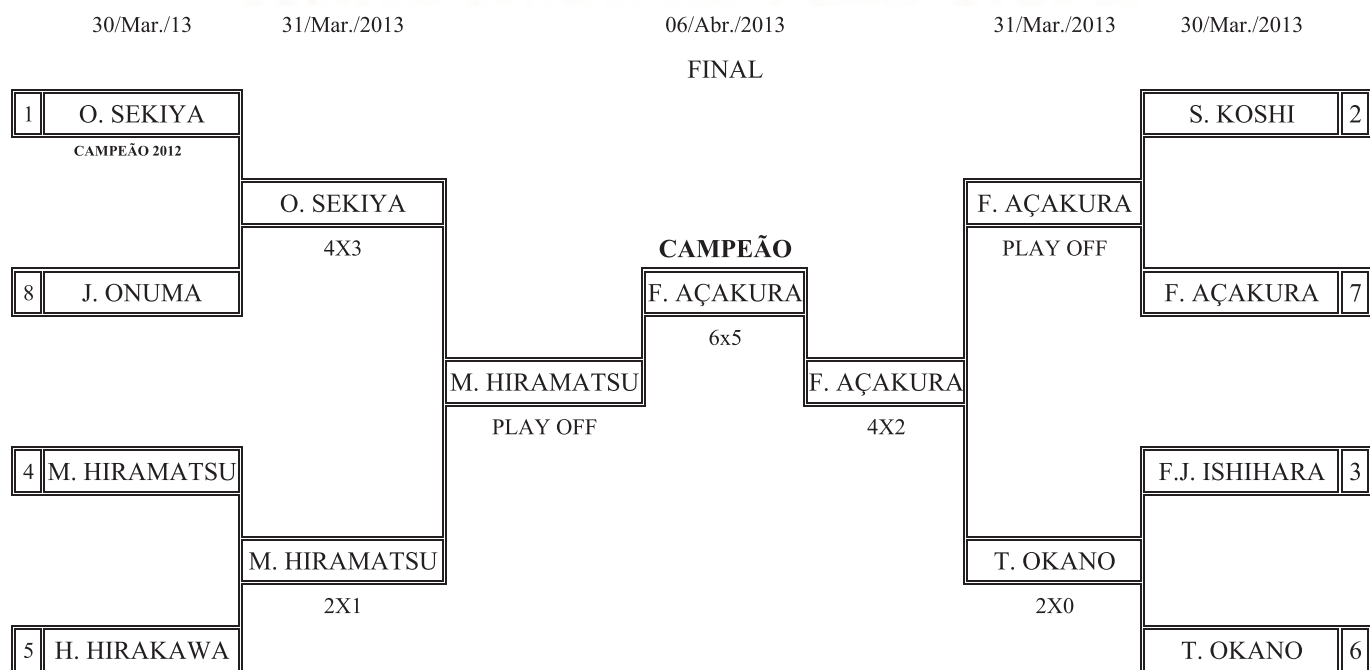 30/Mar./13 31/Mar./2013 06/Abr./2013 31/Mar./2013 30/Mar./2013
FINAL
1 O. SEKIYA S. KOSHI 2
CAMPEÃO 2012
O. SEKIYA F. AÇAKURA
4X3 CAMPEÃO PLAY OFF
8 J. ONUMA F. AÇAKURA F. AÇAKURA 7
6x5
M. HIRAMATSU F. AÇAKURA
PLAY OFF 4X2
4 M. HIRAMATSU F.J. ISHIHARA 3
M. HIRAMATSU T. OKANO
2X1 2X0
5 H. HIRAKAWA T. OKANO 6